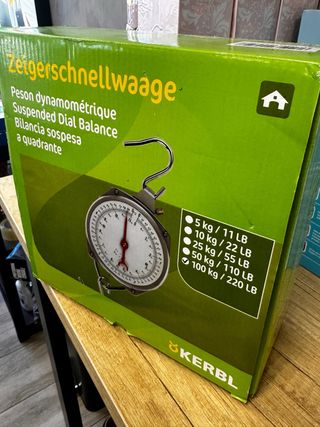 Zeigerschnellwaage
Peson dynamométrique
Suspended Dial Balance
Bilancia sospesa
a quadrante
5 kg / 11 LB
10 kg / 22 LB
25 kg / 55 LB
50 kg / 110 LB
100 kg / 220 LB
KERBL